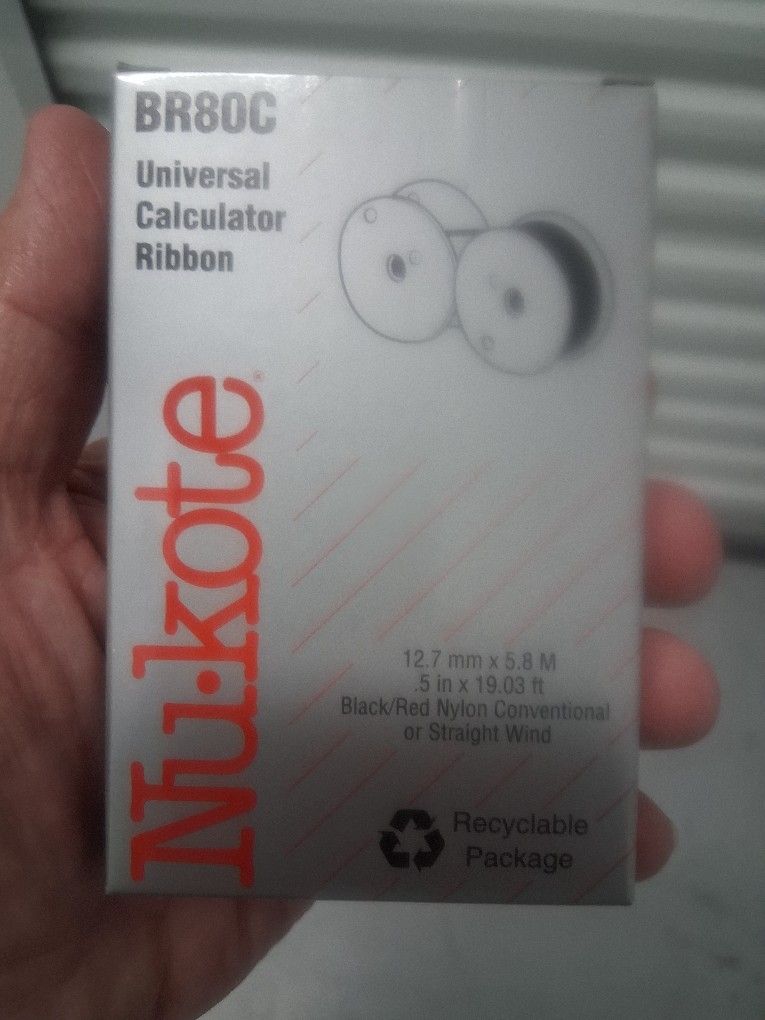 BR80C
Universal
Calculator
Ribbon
Nu·kote®
12.7 mm x 5.8 M
.5 in x 19.03 ft
Black/Red Nylon Conventional
or Straight Wind
Recyclable
Package